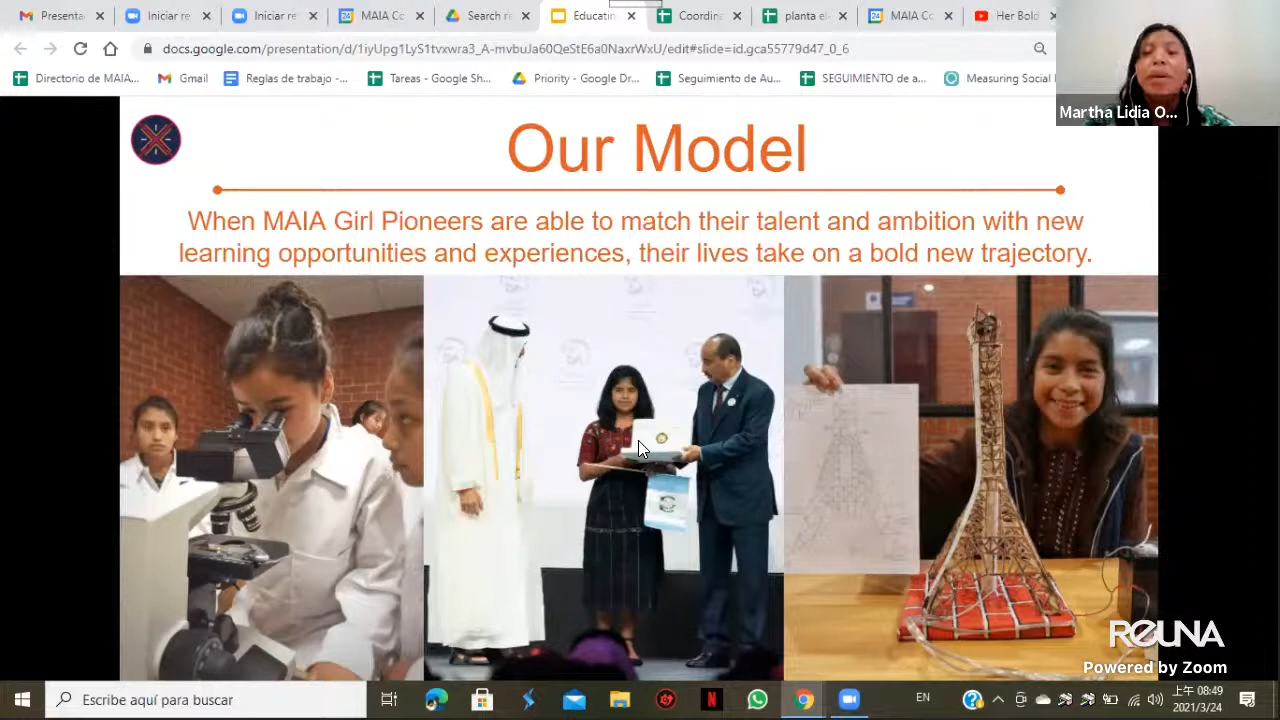 Presenta
Iniciar re
Iniciar re
MAIA
Search re
Educatin
Coordina
planta e
MAIA Co
Her Bold
docs.google.com/presentation/d/1iyUpg1LyS1tvxwra3_A-mvbuJa60QeStE6a0NaxrWxU/edit#slide=id.gca55779d47_0_6
Directorio de MAIA...
Gmail
Reglas de trabajo -...
Tareas - Google Sh...
Priority - Google Dr...
Seguimiento de Au...
SEGUIMIENTO de a...
Measuring Social
Martha Lidia O...
Our Model
When MAIA Girl Pioneers are able to match their talent and ambition with new
learning opportunities and experiences, their lives take on a bold new trajectory.
REUNA
Powered by Zoom
Escribe aquí para buscar
EN
上午 08:49
2021/3/24